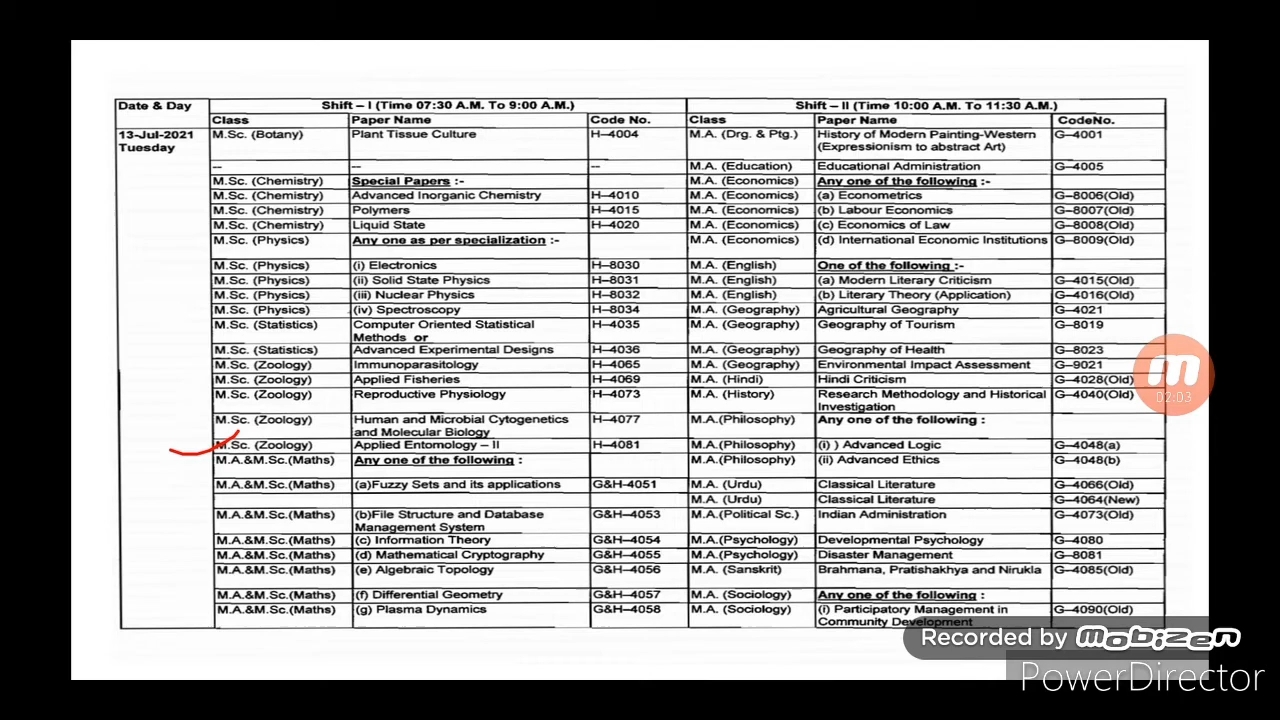 Date & Day Shift – I (Time 07:30 A.M. To 9:00 A.M.) Shift – II (Time 10:00 A.M. To 11:30 A.M.)
Class Paper Name Code No. Class Paper Name CodeNo.
13-Jul-2021 M.Sc. (Botany) Plant Tissue Culture H–4004 M.A. (Drg. & Ptg.) History of Modern Painting-Western G–4001
Tuesday (Expressionism to abstract Art)
-- -- -- M.A. (Education) Educational Administration G–4005
M.Sc. (Chemistry) Special Papers :- M.A. (Economics) Any one of the following :-
M.Sc. (Chemistry) Advanced Inorganic Chemistry H–4010 M.A. (Economics) (a) Econometrics G–8006(Old)
M.Sc. (Chemistry) Polymers H–4015 M.A. (Economics) (b) Labour Economics G–8007(Old)
M.Sc. (Chemistry) Liquid State H–4020 M.A. (Economics) (c) Economics of Law G–8008(Old)
M.Sc. (Physics) Any one as per specialization :- M.A. (Economics) (d) International Economic Institutions G–8009(Old)
M.Sc. (Physics) (i) Electronics H–8030 M.A. (English) One of the following :-
M.Sc. (Physics) (ii) Solid State Physics H–8031 M.A. (English) (a) Modern Literary Criticism G–4015(Old)
M.Sc. (Physics) (iii) Nuclear Physics H–8032 M.A. (English) (b) Literary Theory (Application) G–4016(Old)
M.Sc. (Physics) (iv) Spectroscopy H–8034 M.A. (Geography) Agricultural Geography G–4021
M.Sc. (Statistics) Computer Oriented Statistical H–4035 M.A. (Geography) Geography of Tourism G–8019
Methods or
M.Sc. (Statistics) Advanced Experimental Designs H–4036 M.A. (Geography) Geography of Health G–8023
M.Sc. (Zoology) Immunoparasitology H–4065 M.A. (Geography) Environmental Impact Assessment G–9021
M.Sc. (Zoology) Applied Fisheries H–4069 M.A. (Hindi) Hindi Criticism G–4028(Old)
M.Sc. (Zoology) Reproductive Physiology H–4073 M.A. (History) Research Methodology and Historical G–4040(Old)
Investigation
M.Sc. (Zoology) Human and Microbial Cytogenetics H–4077 M.A.(Philosophy) Any one of the following :
and Molecular Biology
M.Sc. (Zoology) Applied Entomology – II H–4081 M.A.(Philosophy) (i) ) Advanced Logic G–4048(a)
M.A.&M.Sc.(Maths) Any one of the following : M.A.(Philosophy) (ii) Advanced Ethics G–4048(b)
M.A.&M.Sc.(Maths) (a)Fuzzy Sets and its applications G&H-4051 M.A. (Urdu) Classical Literature G–4066(Old)
M.A. (Urdu) Classical Literature G–4064(New)
M.A.&M.Sc.(Maths) (b)File Structure and Database G&H–4053 M.A.(Political Sc.) Indian Administration G–4073(Old)
Management System
M.A.&M.Sc.(Maths) (c) Information Theory G&H–4054 M.A.(Psychology) Developmental Psychology G–4080
M.A.&M.Sc.(Maths) (d) Mathematical Cryptography G&H–4055 M.A.(Psychology) Disaster Management G–8081
M.A.&M.Sc.(Maths) (e) Algebraic Topology G&H–4056 M.A. (Sanskrit) Brahmana, Pratishakhya and Nirukla G–4085(Old)
M.A.&M.Sc.(Maths) (f) Differential Geometry G&H–4057 M.A. (Sociology) Any one of the following :
M.A.&M.Sc.(Maths) (g) Plasma Dynamics G&H–4058 M.A. (Sociology) (i) Participatory Management in G–4090(Old)
Community Development
02:03
Recorded by mobizen
PowerDirector